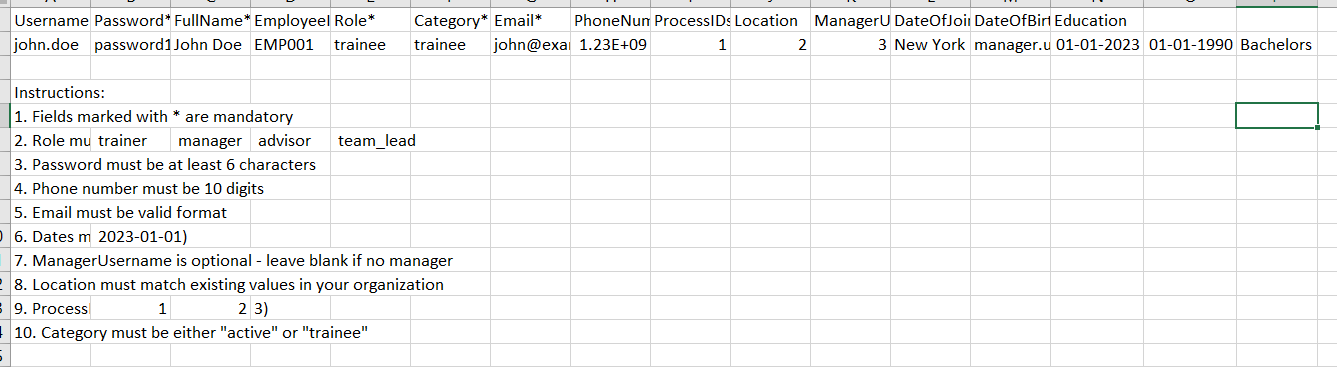 Username Password* FullName* EmployeeI Role* Category* Email* PhoneNum ProcessIDs Location ManagerU DateOfJoi DateOfBirt Education
john.doe password1 John Doe EMP001 trainee trainee john@exa 1.23E+09 1 2 3 New York manager.u 01-01-2023 01-01-1990 Bachelors
Instructions:
1. Fields marked with * are mandatory
2. Role mu trainer manager advisor team_lead
3. Password must be at least 6 characters
4. Phone number must be 10 digits
5. Email must be valid format
6. Dates m 2023-01-01)
7. ManagerUsername is optional - leave blank if no manager
8. Location must match existing values in your organization
9. Process 1 2 3)
10. Category must be either "active" or "trainee"